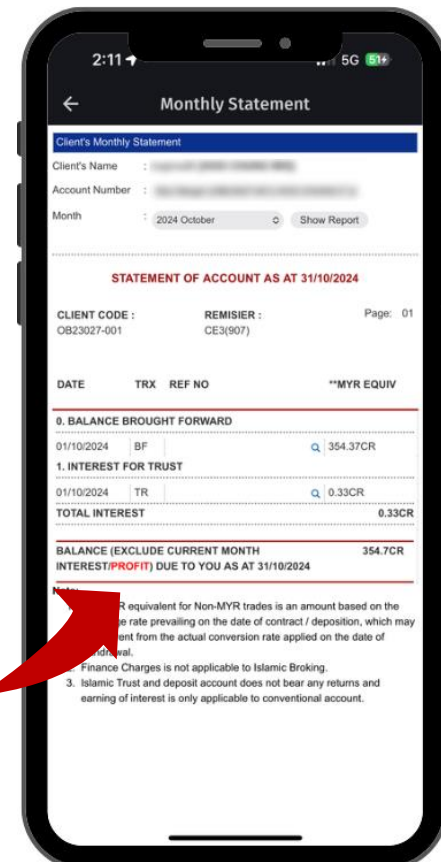 2:11
5G 51
Monthly Statement
Client's Monthly Statement
Client's Name :
Account Number :
Month : 2024 October Show Report
STATEMENT OF ACCOUNT AS AT 31/10/2024
CLIENT CODE : REMISIER : Page: 01
OB23027-001 CE3(907)
DATE TRX REF NO **MYR EQUIV
0. BALANCE BROUGHT FORWARD
01/10/2024 BF 354.37CR
1. INTEREST FOR TRUST
01/10/2024 TR 0.33CR
TOTAL INTEREST 0.33CR
BALANCE (EXCLUDE CURRENT MONTH 354.7CR
INTEREST/PROFIT) DUE TO YOU AS AT 31/10/2024
equivalent for Non-MYR trades is an amount based on the
rate prevailing on the date of contract / deposition, which may
from the actual conversion rate applied on the date of
Finance Charges is not applicable to Islamic Broking.
3. Islamic Trust and deposit account does not bear any returns and
earning of interest is only applicable to conventional account.